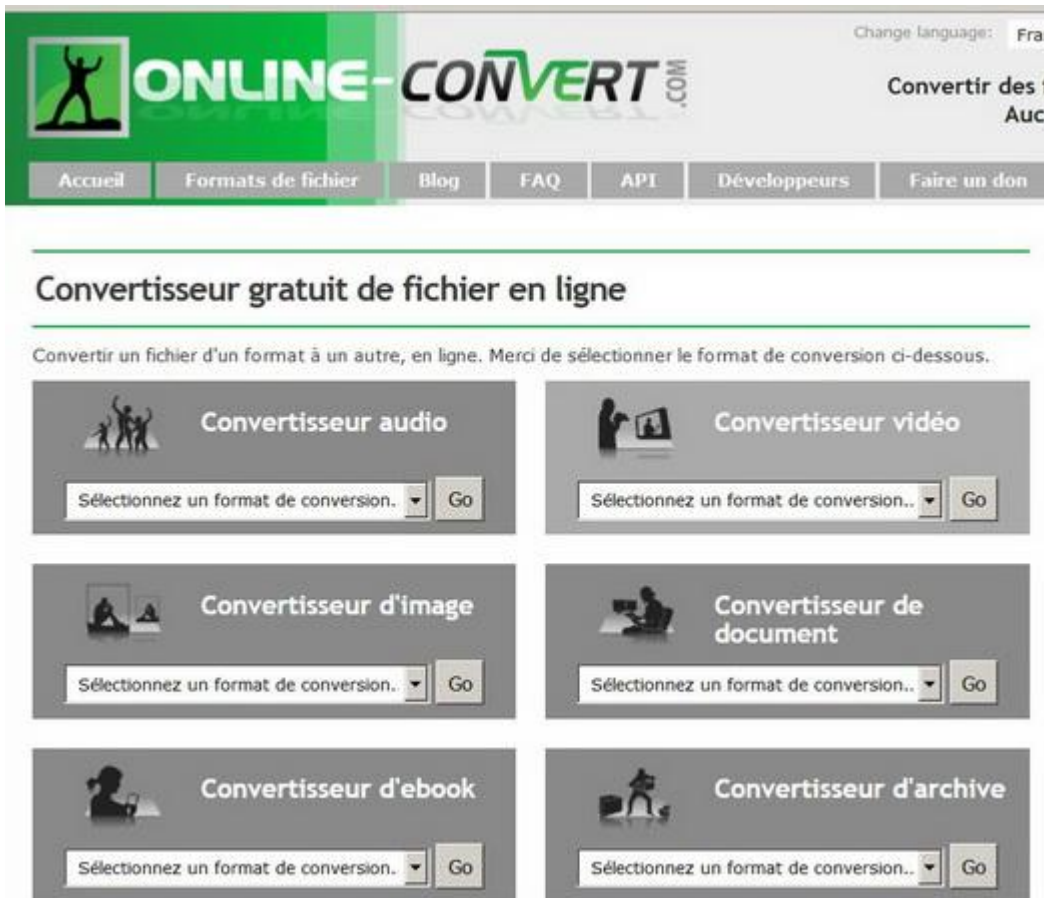 Change language:
ONLINE-CONVERT.COM
Convertir des
Accueil Formats de fichier Blog FAQ API Développeurs Faire un don
Convertisseur gratuit de fichier en ligne
Convertir un fichier d'un format à un autre, en ligne. Merci de sélectionner le format de conversion ci-dessous.
Convertisseur audio
Sélectionnez un format de conversion. Go
Convertisseur vidéo
Sélectionnez un format de conversion.. Go
Convertisseur d'image
Sélectionnez un format de conversion. Go
Convertisseur de
document
Sélectionnez un format de conversion.. Go
Convertisseur d'ebook
Sélectionnez un format de conversion. Go
Convertisseur d'archive
Sélectionnez un format de conversion.. Go